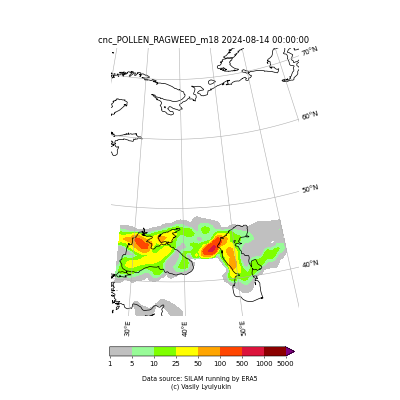 cnc_POLLEN_RAGWEED_m18 2024-08-14 00:00:00
70°N
60°N
50°N
40°N
30°E
40°E
50°E
1 5 10 25 50 100 500 1000 5000
Data source: SILAM running by ERA5
(c) Vasily Lyulyukin